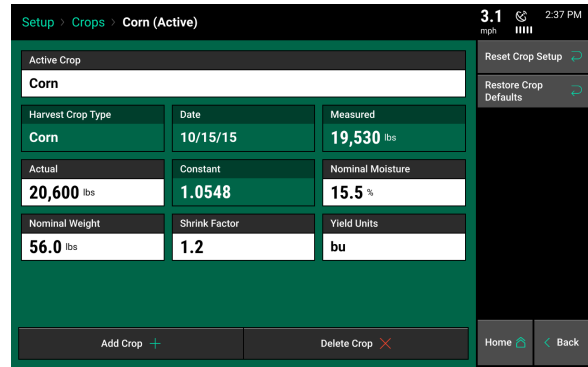 Setup > Crops > Corn (Active)
3.1 mph
2:37 PM
Active Crop
Corn
Reset Crop Setup
Restore Crop
Defaults
Harvest Crop Type
Corn
Date
10/15/15
Measured
19,530 lbs
Actual
20,600 lbs
Constant
1.0548
Nominal Moisture
15.5 %
Nominal Weight
56.0 lbs
Shrink Factor
1.2
Yield Units
bu
Add Crop
Delete Crop
Home
Back